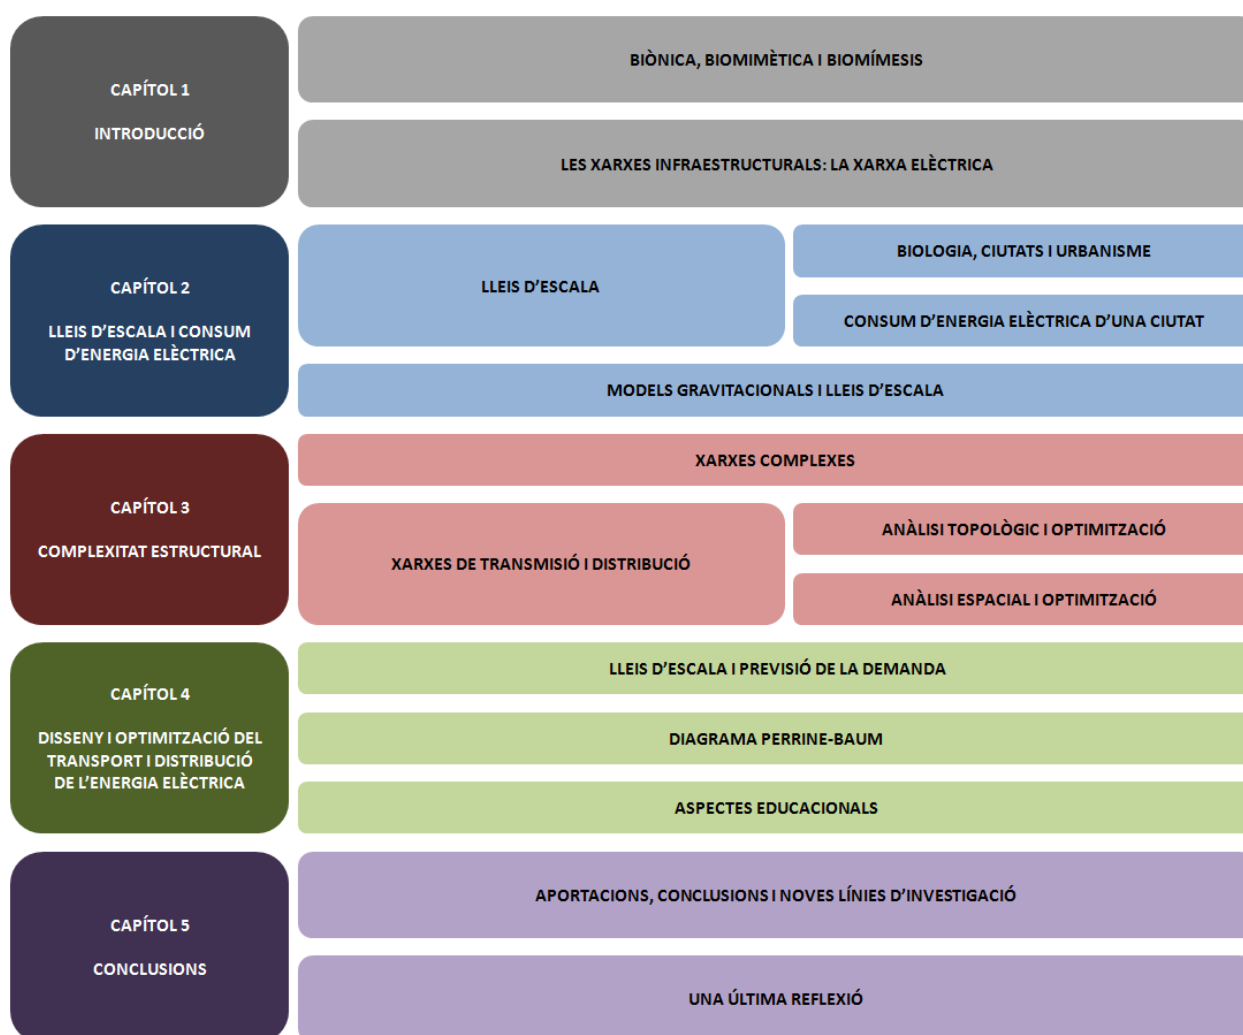 CAPÍTOL 1
INTRODUCCIÓ
BIÒNICA, BIOMIMÈTICA I BIOMÍMESIS
LES XARXES INFRAESTRUCTURALS: LA XARXA ELÈCTRICA
CAPÍTOL 2
LLEIS D’ESCALA I CONSUM
D’ENERGIA ELÈCTRICA
LLEIS D’ESCALA
BIOLOGIA, CIUTATS I URBANISME
CONSUM D’ENERGIA ELÈCTRICA D’UNA CIUTAT
MODELS GRAVITACIONALS I LLEIS D’ESCALA
CAPÍTOL 3
COMPLEXITAT ESTRUCTURAL
XARXES COMPLEXES
XARXES DE TRANSMISIÓ I DISTRIBUCIÓ
ANÀLISI TOPOLÒGIC I OPTIMITZACIÓ
ANÀLISI ESPACIAL I OPTIMITZACIÓ
CAPÍTOL 4
DISSENY I OPTIMITZACIÓ DEL
TRANSPORT I DISTRIBUCIÓ
DE L’ENERGIA ELÈCTRICA
LLEIS D’ESCALA I PREVISIÓ DE LA DEMANDA
DIAGRAMA PERRINE-BAUM
ASPECTES EDUCACIONALS
CAPÍTOL 5
CONCLUSIONS
APORTACIONS, CONCLUSIONS I NOVES LÍNIES D’INVESTIGACIÓ
UNA ÚLTIMA REFLEXIÓ